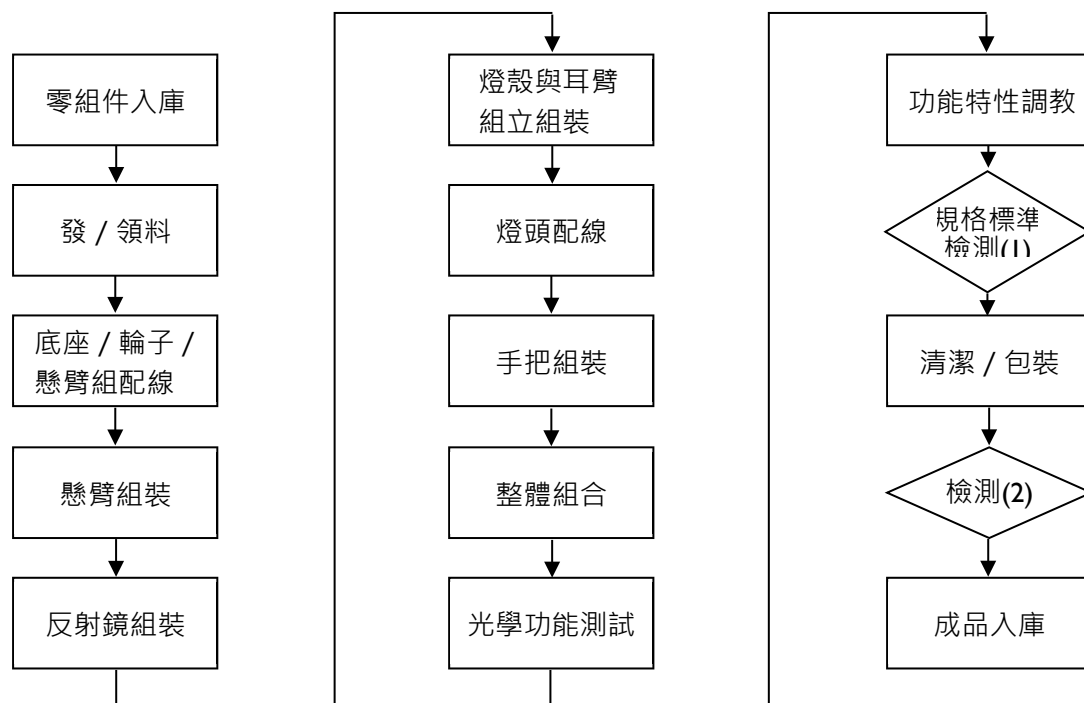 零組件入庫
發 / 領料
底座 / 輪子 /
懸臂組配線
懸臂組裝
反射鏡組裝
燈殼與耳臂
組立組裝
燈頭配線
手把組裝
整體組合
光學功能測試
功能特性調教
規格標準
檢測(1)
清潔 / 包裝
檢測(2)
成品入庫